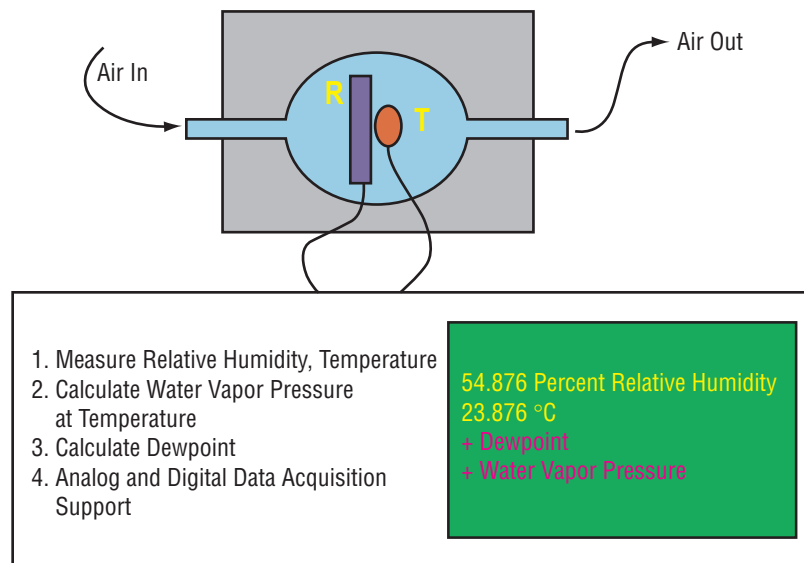 Air In
Air Out
R
T
1. Measure Relative Humidity, Temperature
2. Calculate Water Vapor Pressure
at Temperature
3. Calculate Dewpoint
4. Analog and Digital Data Acquisition
Support
54.876 Percent Relative Humidity
23.876 °C
+ Dewpoint
+ Water Vapor Pressure